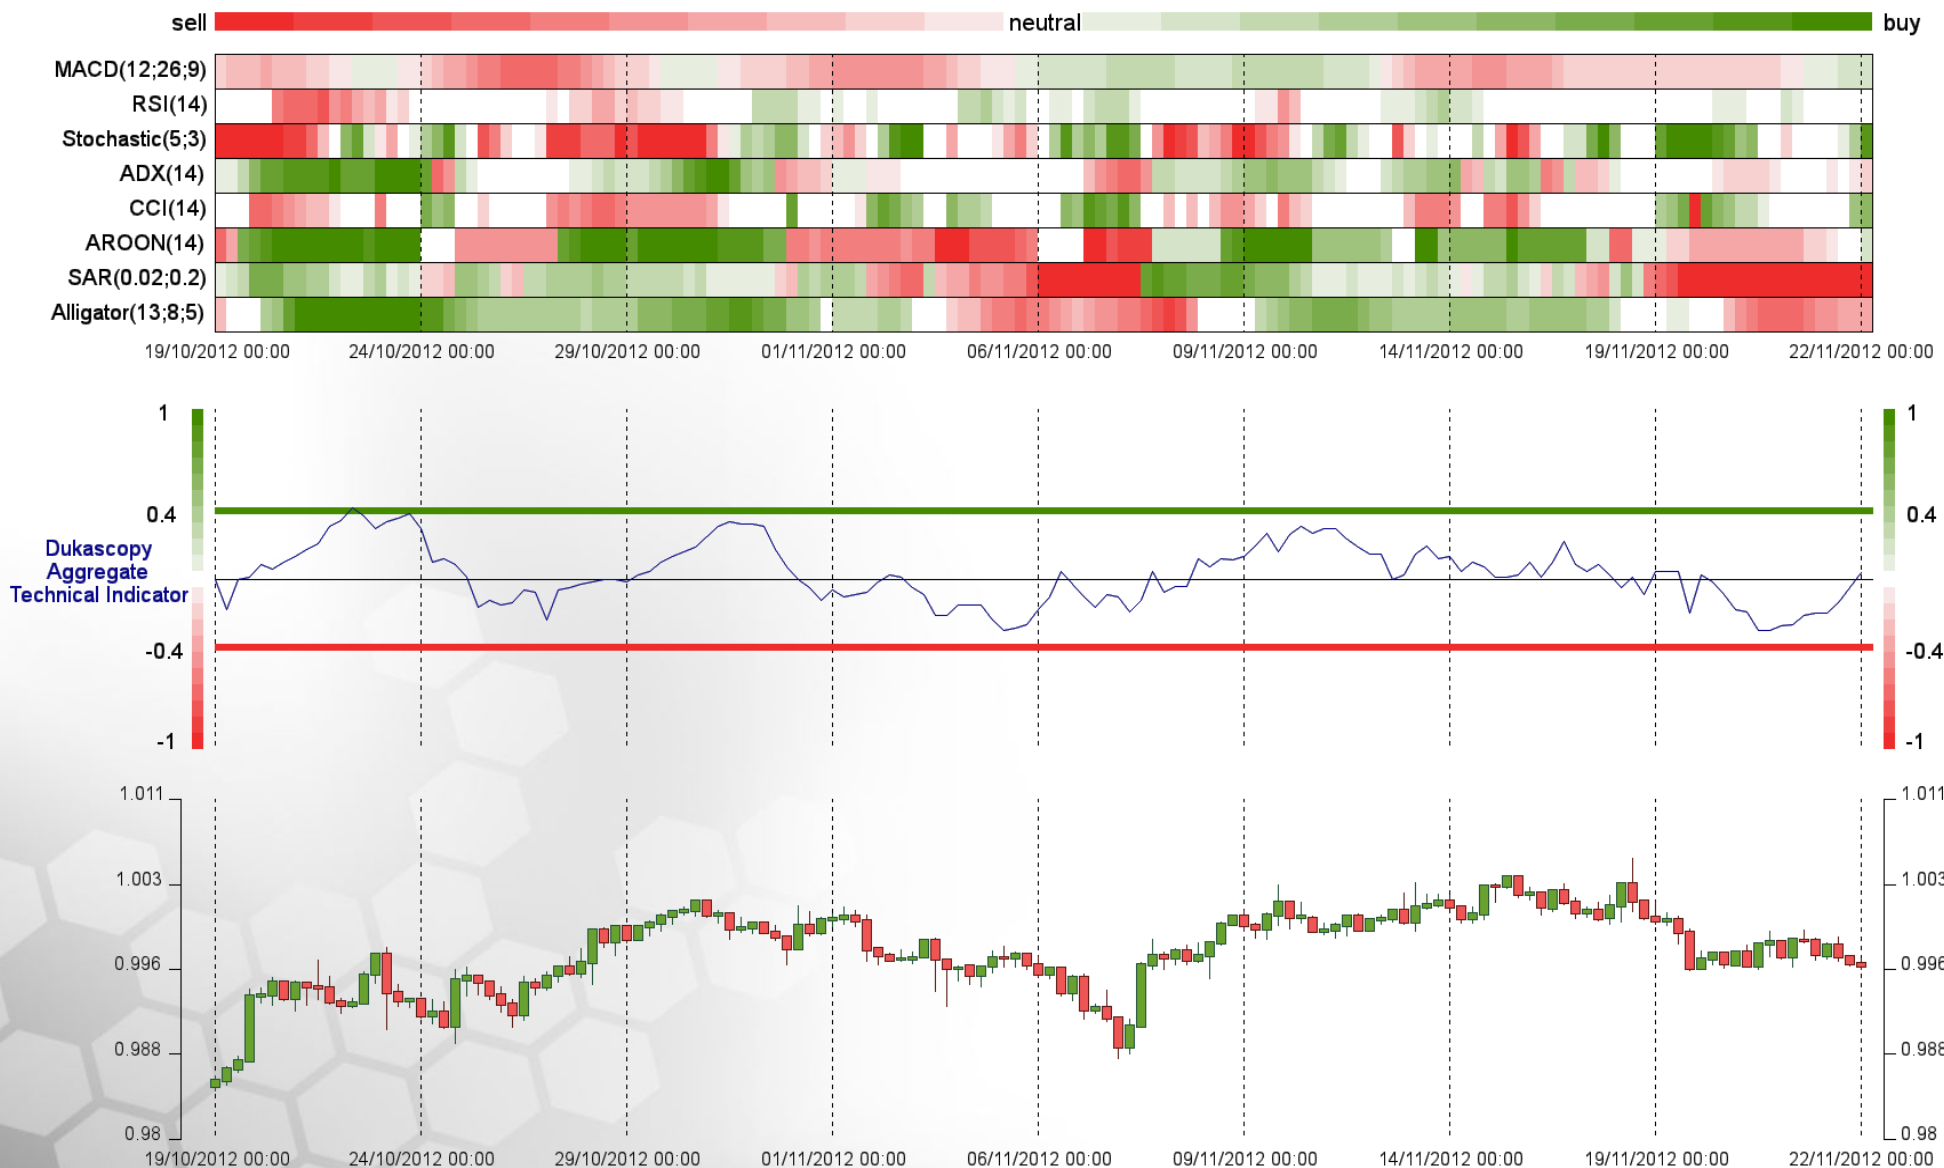 sell neutral buy
MACD(12;26;9)
RSI(14)
Stochastic(5;3)
ADX(14)
CCI(14)
AROON(14)
SAR(0.02;0.2)
Alligator(13;8;5)
19/10/2012 00:00 24/10/2012 00:00 29/10/2012 00:00 01/11/2012 00:00 06/11/2012 00:00 09/11/2012 00:00 14/11/2012 00:00 19/11/2012 00:00 22/11/2012 00:00
1 1
0.4 0.4
Dukascopy
Aggregate
Technical Indicator
-0.4 -0.4
-1 -1
1.011 1.011
1.003 1.003
0.996 0.996
0.988 0.988
0.98 0.98
19/10/2012 00:00 24/10/2012 00:00 29/10/2012 00:00 01/11/2012 00:00 06/11/2012 00:00 09/11/2012 00:00 14/11/2012 00:00 19/11/2012 00:00 22/11/2012 00:00